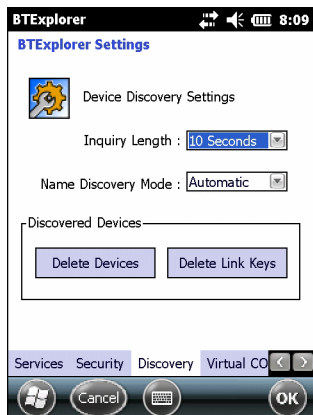 BTExplorer 8:09
BTExplorer Settings
Device Discovery Settings
Inquiry Length : 10 Seconds
Name Discovery Mode : Automatic
Discovered Devices
Delete Devices Delete Link Keys
Services Security Discovery Virtual CO
Cancel OK